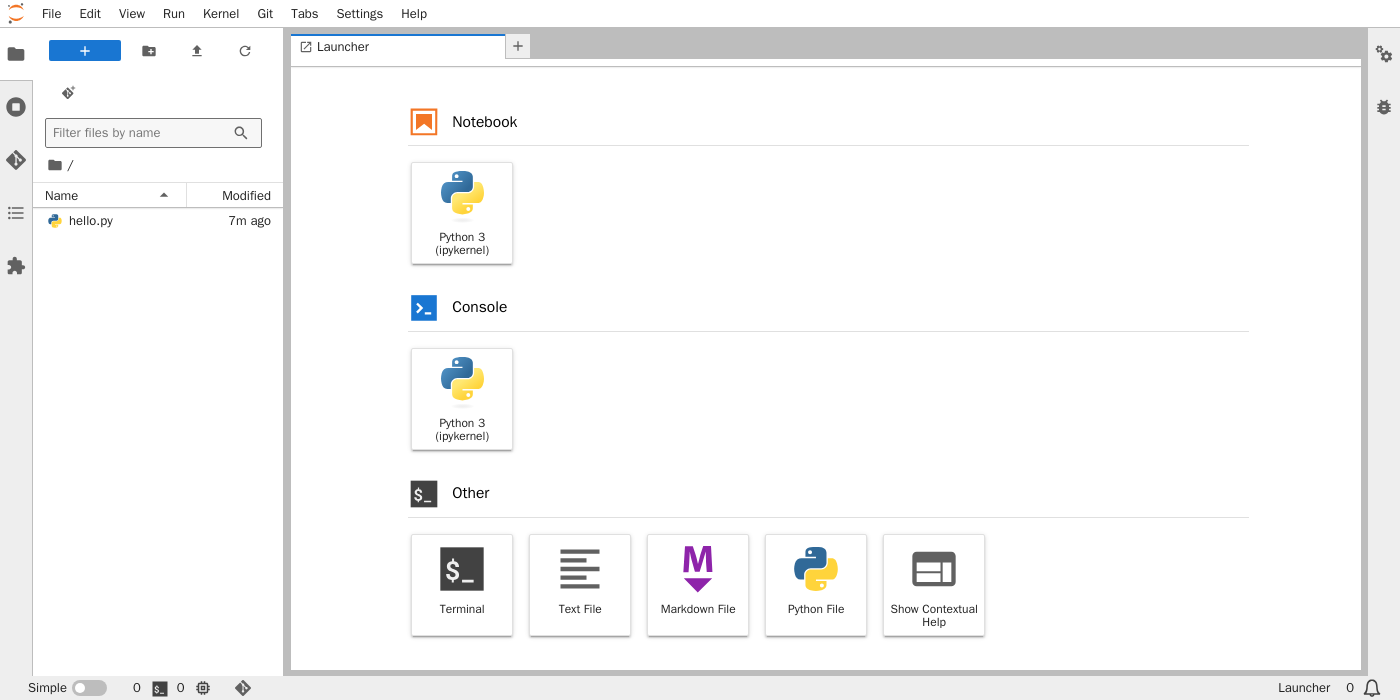 File Edit View Run Kernel Git Tabs Settings Help
Launcher
Filter files by name
/
Name Modified
hello.py 7m ago
Notebook
Python 3
(ipykernel)
Console
Python 3
(ipykernel)
$_ Other
$_
Terminal
Text File
M
Markdown File
Python File
Show Contextual
Help
Simple 0 $_ 0 Launcher 0